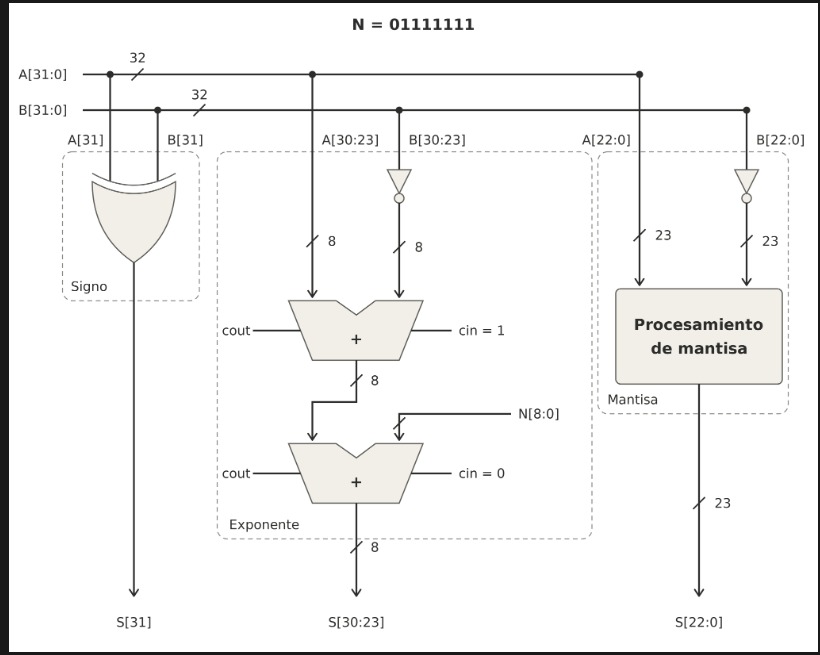 N = 01111111
32
A[31:0]
32
B[31:0]
A[31]
B[31]
A[30:23]
B[30:23]
A[22:0]
B[22:0]
8
8
23
23
Signo
cout
+
cin = 1
Procesamiento
de mantisa
8
Mantisa
N[8:0]
cout
+
cin = 0
Exponente
8
23
S[31]
S[30:23]
S[22:0]